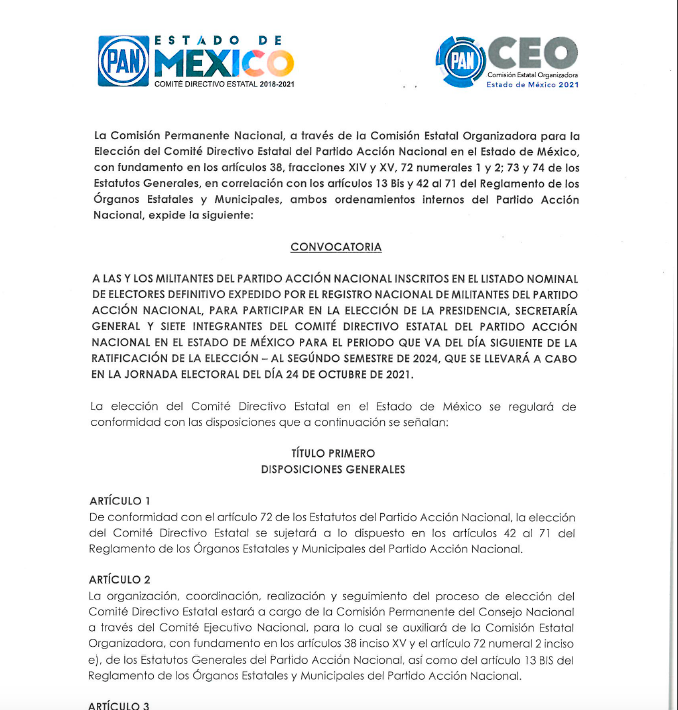 PAN
ESTADO DE
MÉXICO
COMITÉ DIRECTIVO ESTATAL 2018-2021
PAN
CEO
Comisión Estatal Organizadora
Estado de México 2021
La Comisión Permanente Nacional, a través de la Comisión Estatal Organizadora para la
Elección del Comité Directivo Estatal del Partido Acción Nacional en el Estado de México,
con fundamento en los artículos 38, fracciones XIV y XV, 72 numerales 1 y 2; 73 y 74 de los
Estatutos Generales, en correlación con los artículos 13 Bis y 42 al 71 del Reglamento de los
Órganos Estatales y Municipales, ambos ordenamientos internos del Partido Acción
Nacional, expide la siguiente:
CONVOCATORIA
A LAS Y LOS MILITANTES DEL PARTIDO ACCIÓN NACIONAL INSCRITOS EN EL LISTADO NOMINAL
DE ELECTORES DEFINITIVO EXPEDIDO POR EL REGISTRO NACIONAL DE MILITANTES DEL PARTIDO
ACCIÓN NACIONAL, PARA PARTICIPAR EN LA ELECCIÓN DE LA PRESIDENCIA, SECRETARÍA
GENERAL Y SIETE INTEGRANTES DEL COMITÉ DIRECTIVO ESTATAL DEL PARTIDO ACCIÓN
NACIONAL EN EL ESTADO DE MÉXICO PARA EL PERIODO QUE VA DEL DÍA SIGUIENTE DE LA
RATIFICACIÓN DE LA ELECCIÓN – AL SEGÚNDO SEMESTRE DE 2024, QUE SE LLEVARÁ A CABO
EN LA JORNADA ELECTORAL DEL DÍA 24 DE OCTUBRE DE 2021.
La elección del Comité Directivo Estatal en el Estado de México se regulará de
conformidad con las disposiciones que a continuación se señalan:
TÍTULO PRIMERO
DISPOSICIONES GENERALES
ARTÍCULO 1
De conformidad con el artículo 72 de los Estatutos del Partido Acción Nacional, la elección
del Comité Directivo Estatal se sujetará a lo dispuesto en los artículos 42 al 71 del
Reglamento de los Órganos Estatales y Municipales del Partido Acción Nacional.
ARTÍCULO 2
La organización, coordinación, realización y seguimiento del proceso de elección del
Comité Directivo Estatal estará a cargo de la Comisión Permanente del Consejo Nacional
a través del Comité Ejecutivo Nacional, para lo cual se auxiliará de la Comisión Estatal
Organizadora, con fundamento en los artículos 38 inciso XV y el artículo 72 numeral 2 inciso
e), de los Estatutos Generales del Partido Acción Nacional, así como del artículo 13 BIS del
Reglamento de los Órganos Estatales y Municipales del Partido Acción Nacional.
ARTÍCULO 3